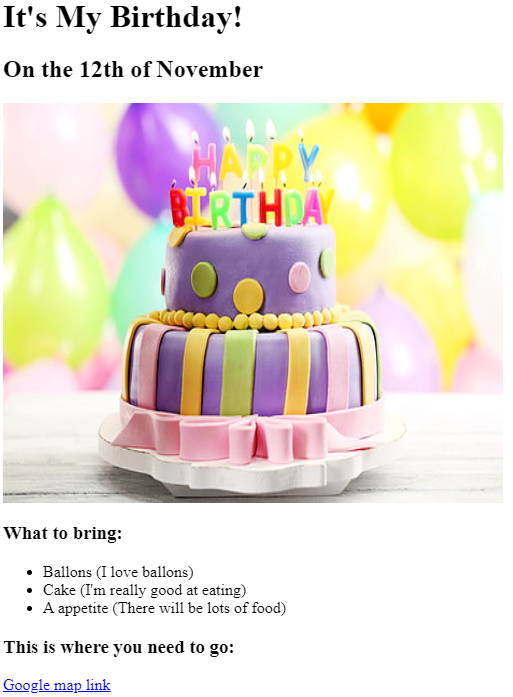 It's My Birthday!
On the 12th of November
HAPPY
BIRTHDAY
What to bring:
Ballons (I love ballons)
Cake (I'm really good at eating)
A appetite (There will be lots of food)
This is where you need to go:
Google map link